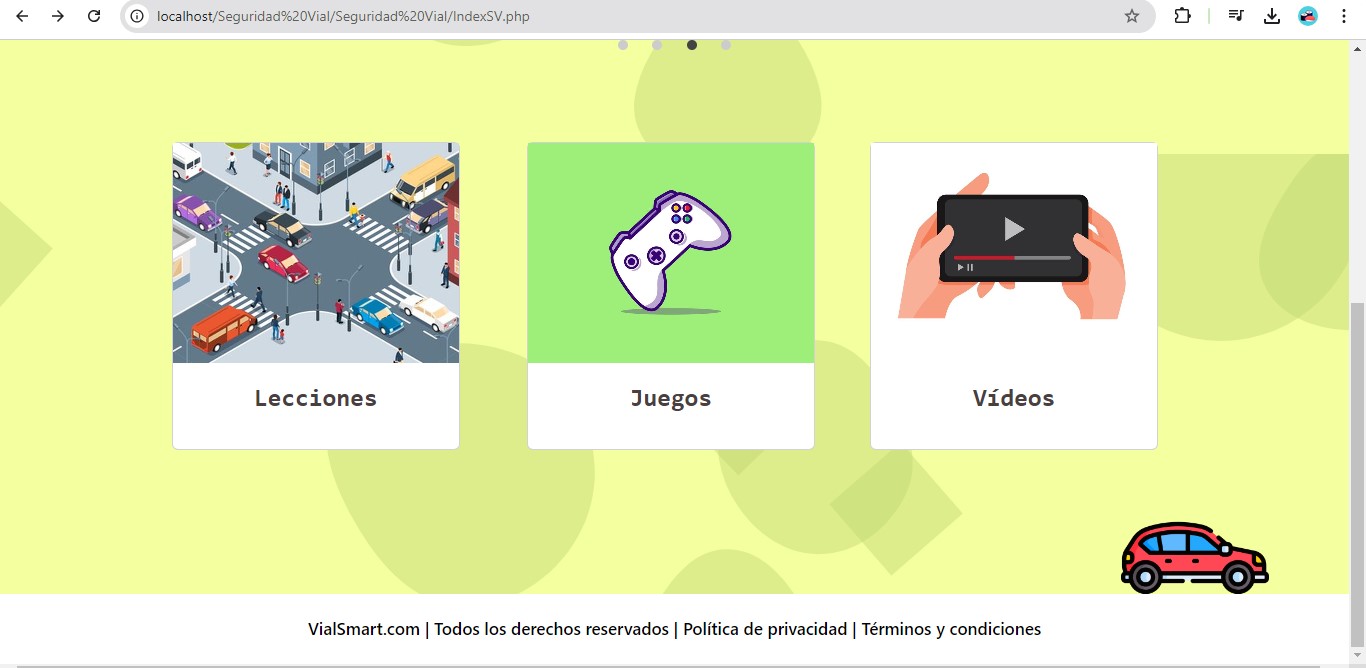 localhost/Seguridad%20Vial/Seguridad%20Vial/IndexSV.php
Lecciones
Juegos
Vídeos
VialSmart.com | Todos los derechos reservados | Política de privacidad | Términos y condiciones